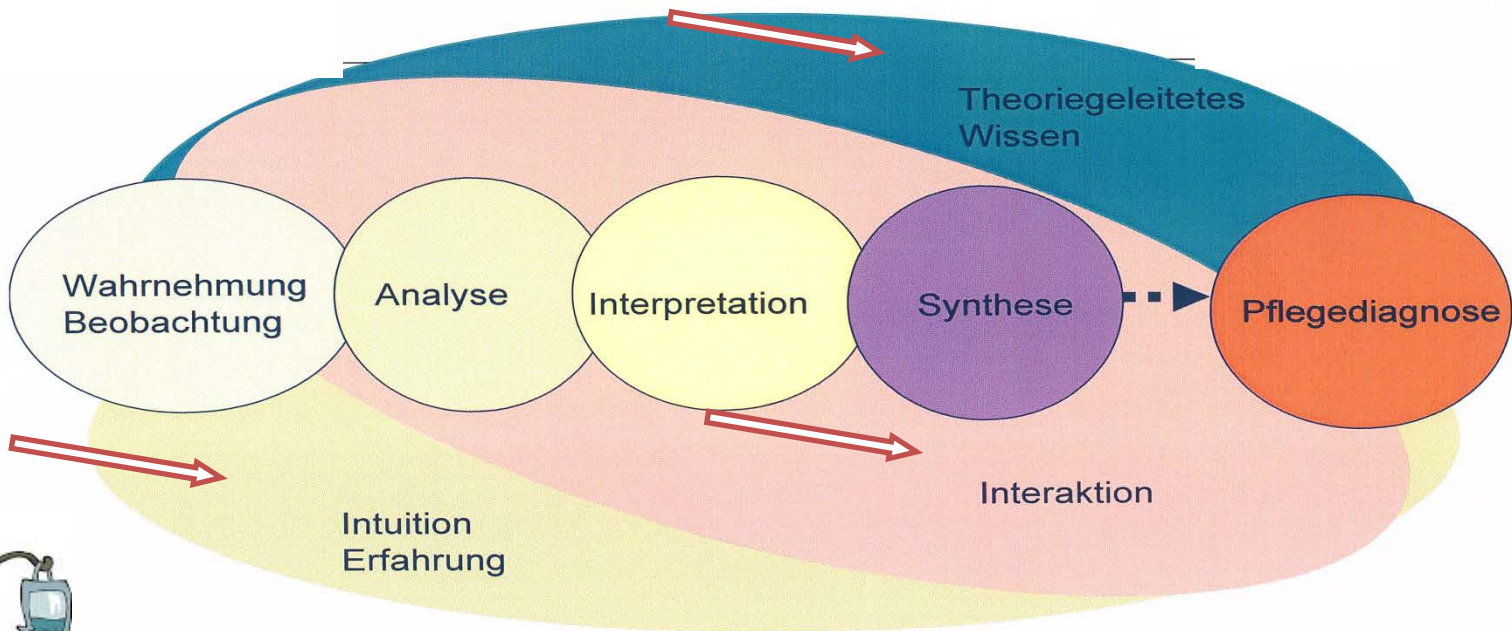 Theoriegeleitetes
Wissen
Wahrnehmung
Beobachtung
Analyse
Interpretation
Synthese
Pflegediagnose
Interaktion
Intuition
Erfahrung